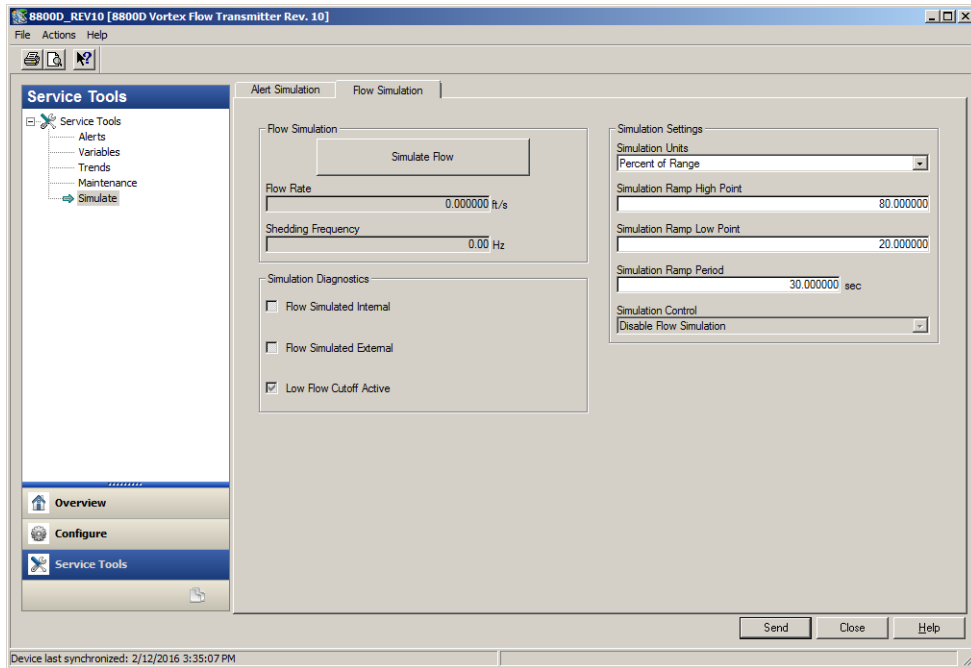 8800D_REV10 [8800D Vortex Flow Transmitter Rev. 10]
File Actions Help
Service Tools
Service Tools
Alerts
Variables
Trends
Maintenance
Simulate
Overview
Configure
Service Tools
Alert Simulation Flow Simulation
Flow Simulation
Simulate Flow
Flow Rate
0.000000 ft/s
Shedding Frequency
0.00 Hz
Simulation Diagnostics
Flow Simulated Internal
Flow Simulated External
Low Flow Cutoff Active
Simulation Settings
Simulation Units
Percent of Range
Simulation Ramp High Point
80.000000
Simulation Ramp Low Point
20.000000
Simulation Ramp Period
30.000000 sec
Simulation Control
Disable Flow Simulation
Send Close Help
Device last synchronized: 2/12/2016 3:35:07 PM